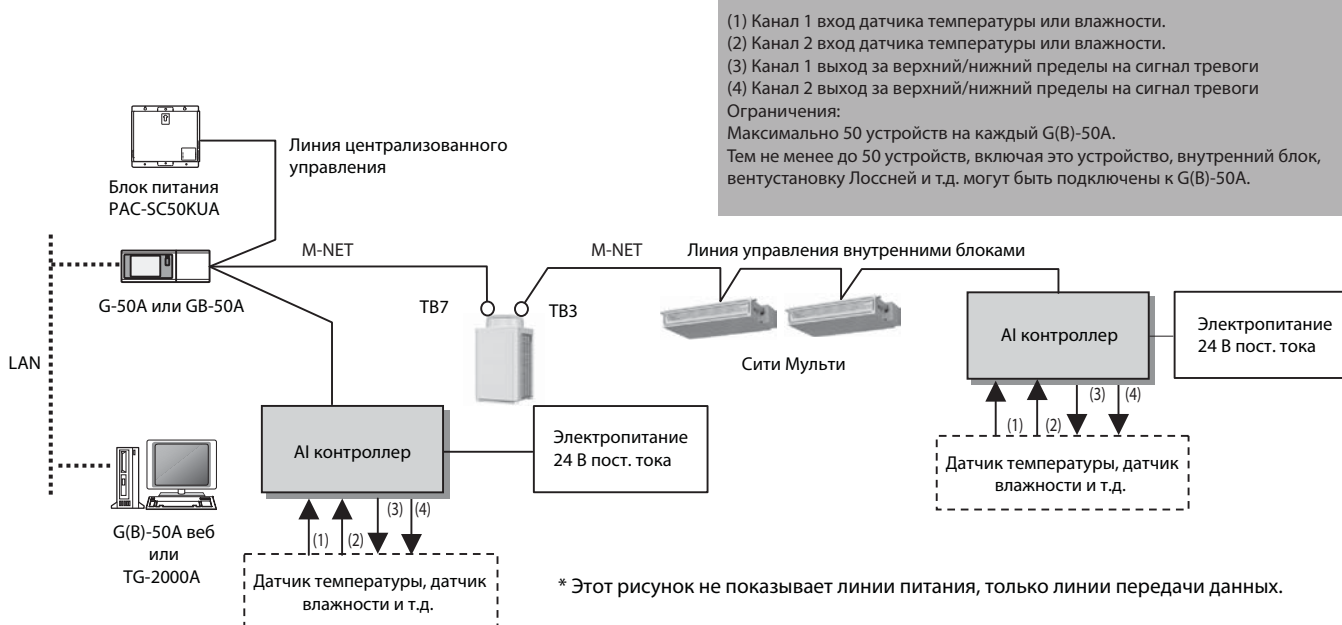 (1) Канал 1 вход датчика температуры или влажности.
(2) Канал 2 вход датчика температуры или влажности.
(3) Канал 1 выход за верхний/нижний пределы на сигнал тревоги
(4) Канал 2 выход за верхний/нижний пределы на сигнал тревоги
Ограничения:
Максимально 50 устройств на каждый G(B)-50A.
Тем не менее до 50 устройств, включая это устройство, внутренний блок,
вентустановку Лоссней и т.д. могут быть подключены к G(B)-50A.
Линия централизованного
управления
Блок питания
PAC-SC50KUA
M-NET
M-NET
Линия управления внутренними блоками
G-50A или GB-50A
TB7
TB3
Сити Мульти
AI контроллер
Электропитание
24 В пост. тока
LAN
(1)
(2)
(3)
(4)
Датчик температуры, датчик
влажности и т.д.
AI контроллер
Электропитание
24 В пост. тока
G(B)-50A веб
или
TG-2000A
(1)
(2)
(3)
(4)
Датчик температуры, датчик
влажности и т.д.
* Этот рисунок не показывает линии питания, только линии передачи данных.